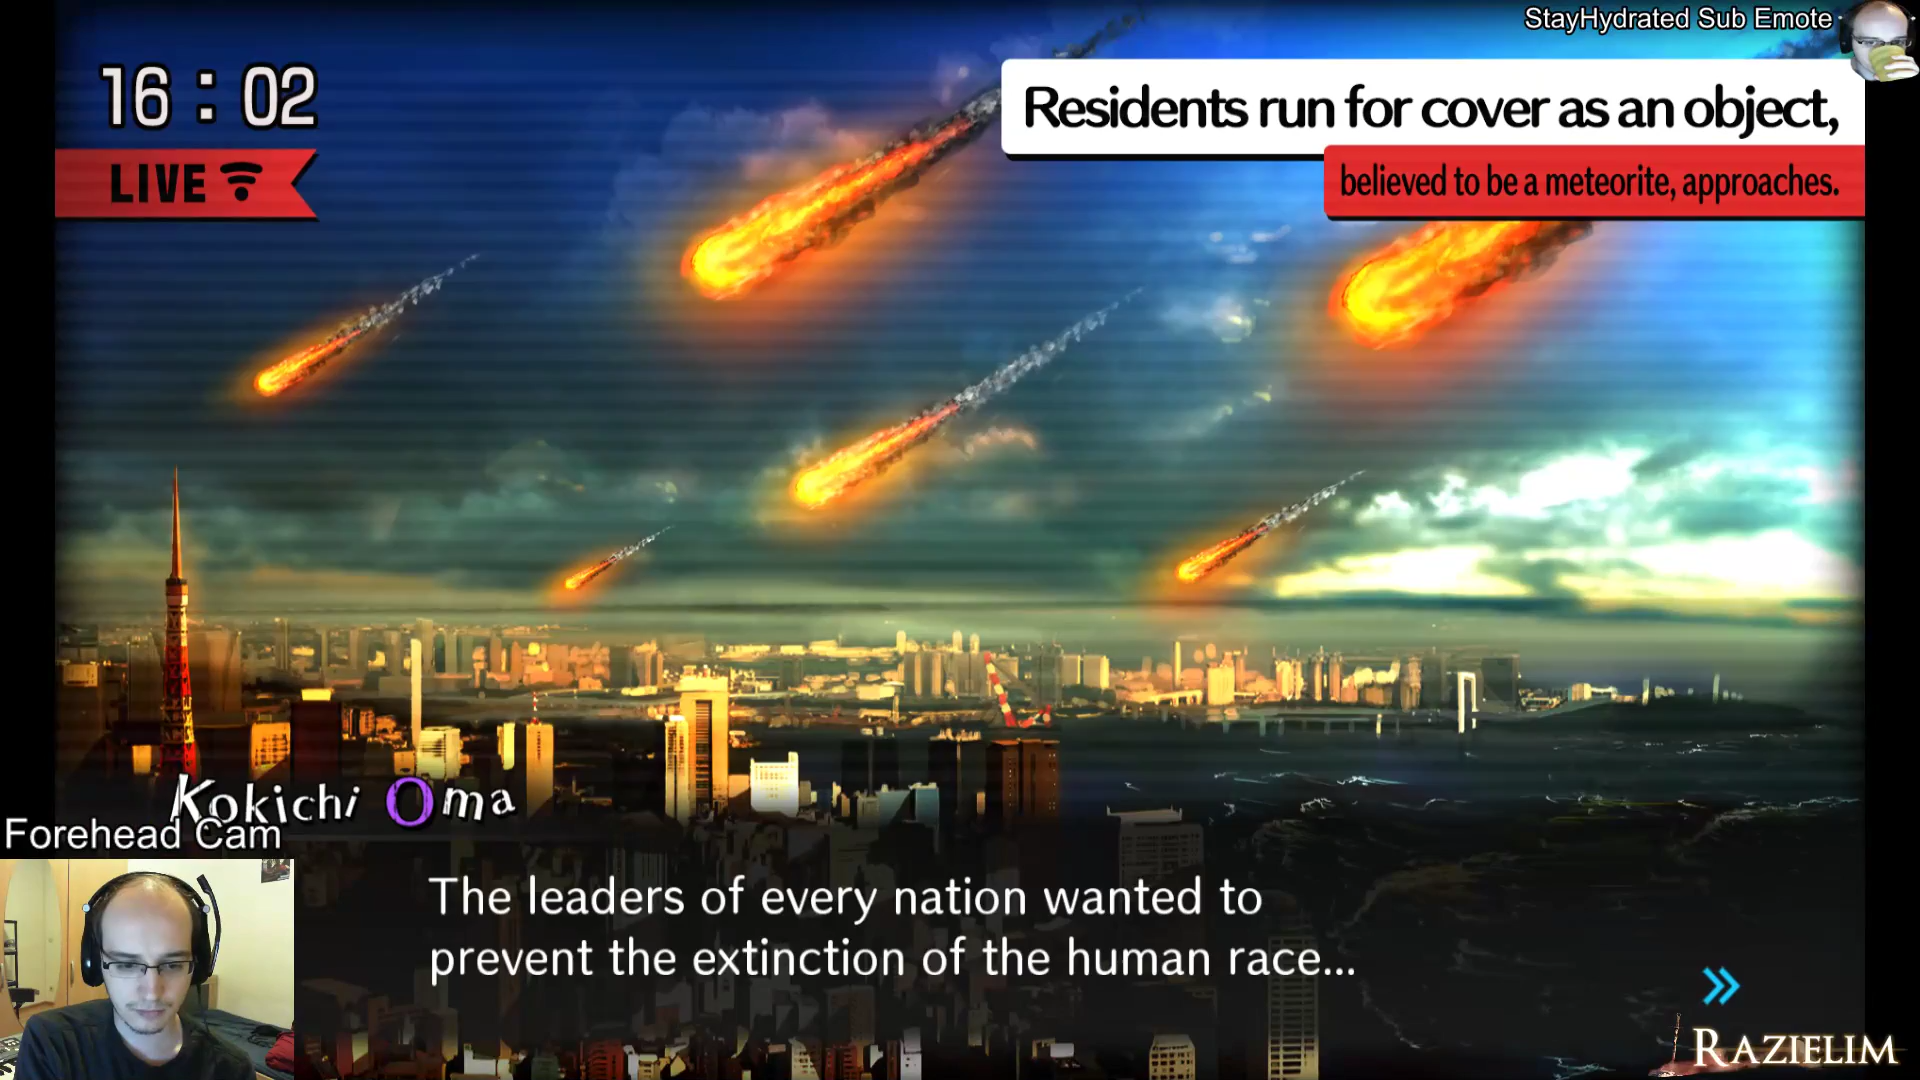 StayHydrated Sub Emote
16 : 02
LIVE
Residents run for cover as an object,
believed to be a meteorite, approaches.
Kokichi Oma
Forehead Cam
The leaders of every nation wanted to
prevent the extinction of the human race...
RAZIELIM